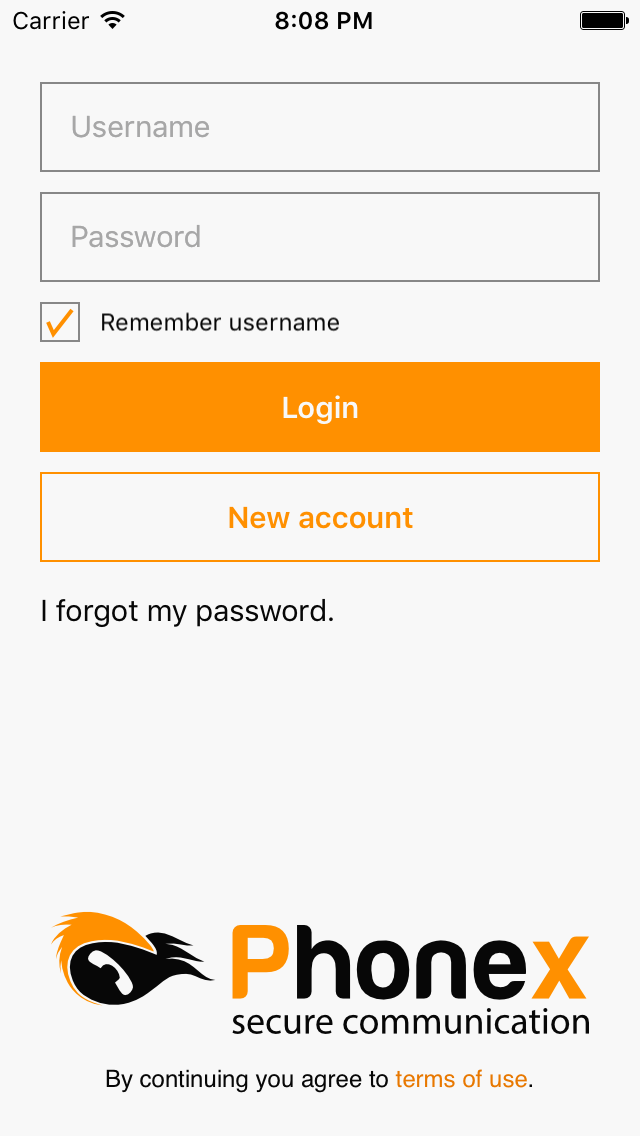 Carrier 8:08 PM
Username
Password
Remember username
Login
New account
I forgot my password.
Phonex
secure communication
By continuing you agree to terms of use.